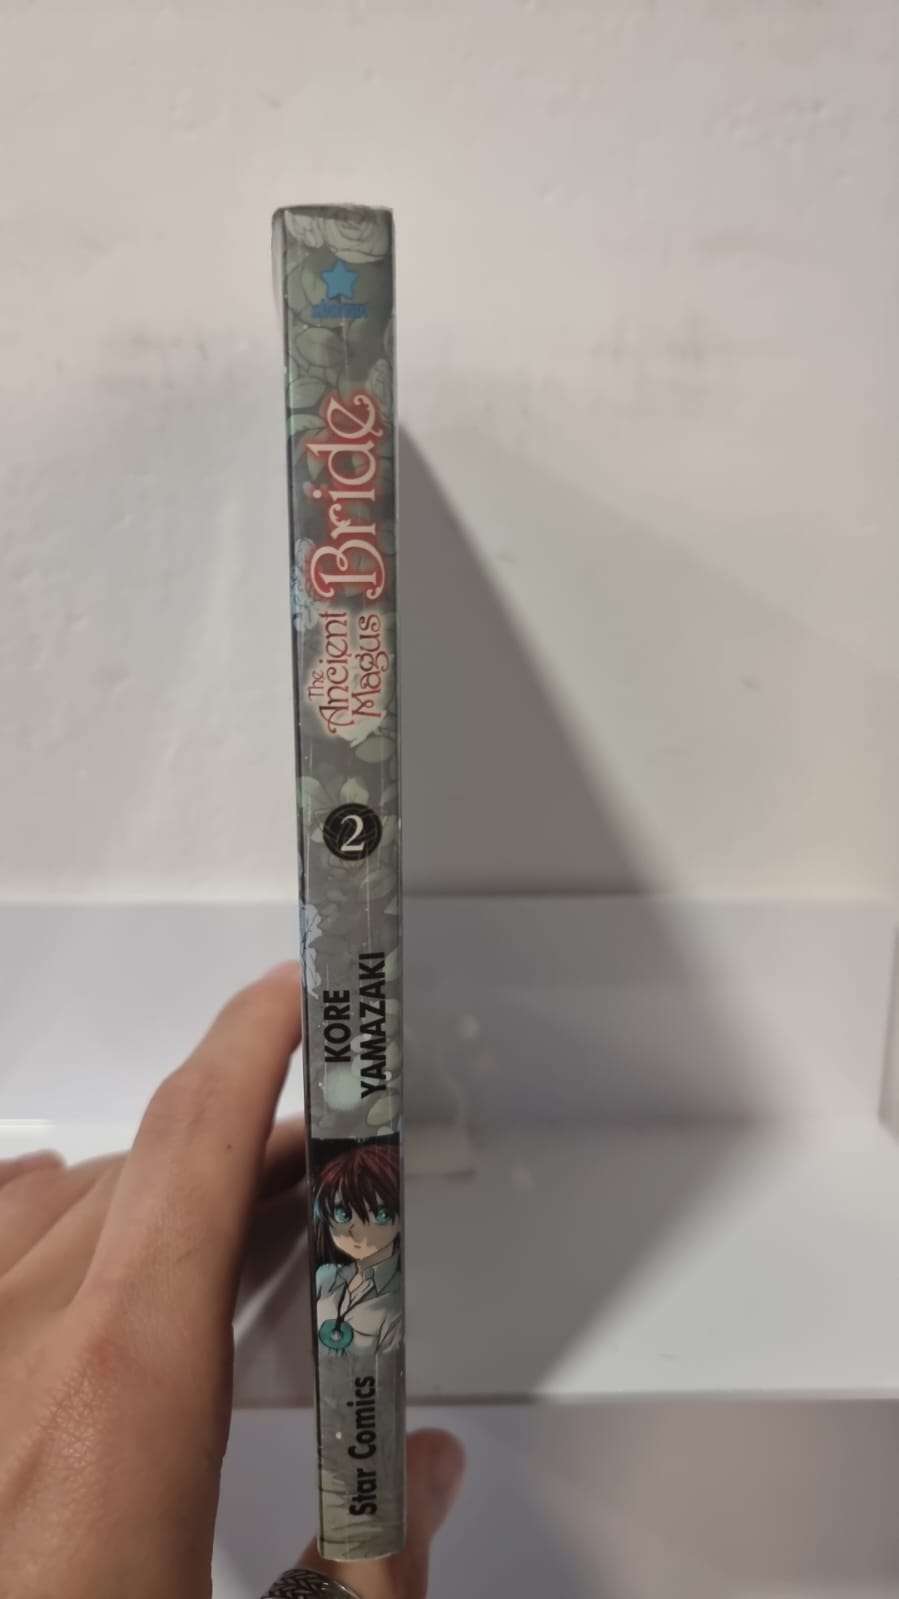 The
Ancient
Magus
Bride
2
KORE
YAMAZAKI
Star Comics